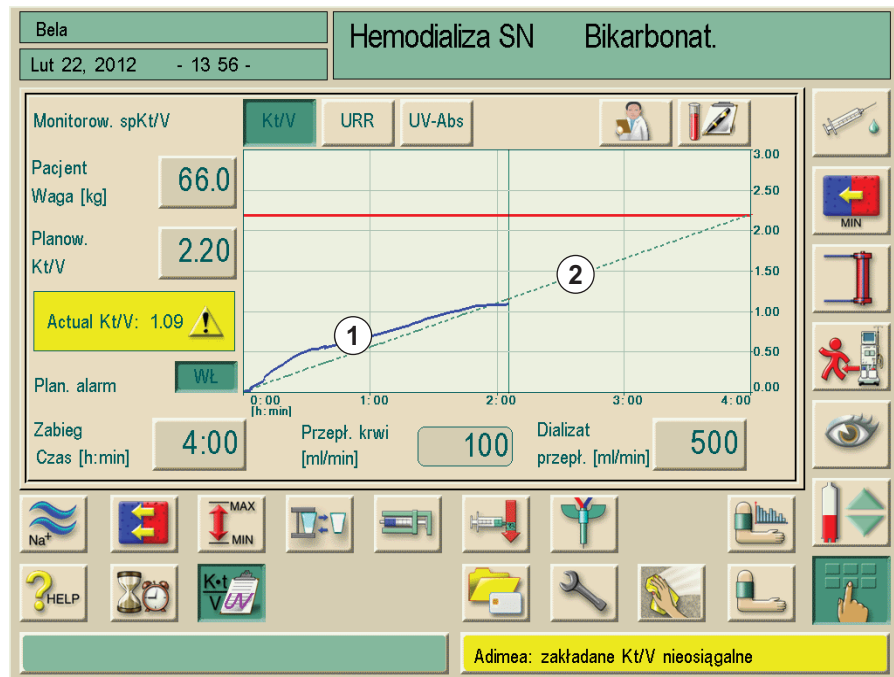 Bela
Lut 22, 2012 - 13 56 -
Hemodializa SN Bikarbonat.
Monitorow. spKt/V
Kt/V
URR
UV-Abs
Pacjent
Waga [kg]
66.0
Planow.
Kt/V
2.20
Actual Kt/V: 1.09
Plan. alarm
WŁ
3.00
2.50
2.00
1.50
1.00
0.50
0.00
1
2
0:00 1:00 2:00 3:00 4:00
[h:min]
Zabieg
Czas [h:min]
4:00
Przepł. krwi
[ml/min]
100
Dializat
przepł. [ml/min]
500
MIN
Na+
MAX
MIN
HELP
K•t
V UV
Adimea: zakładane Kt/V nieosiągalne